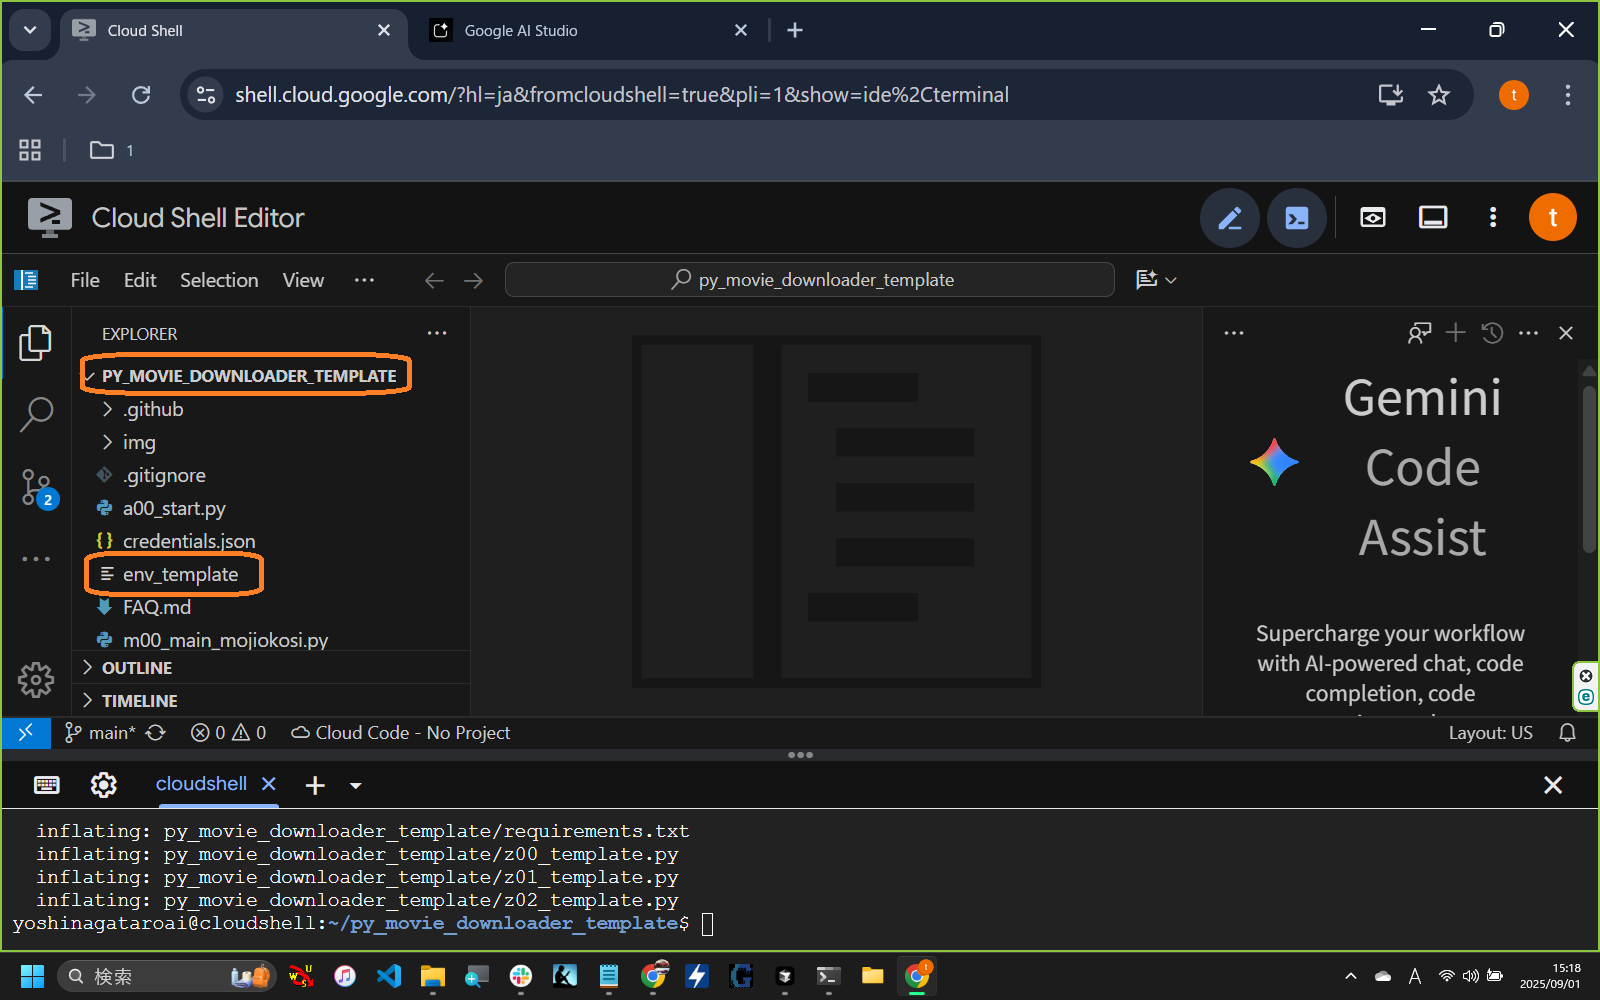 Cloud Shell
Google AI Studio
shell.cloud.google.com/?hl=ja&fromcloudshell=true&pli=1&show=ide%2Cterminal
t
1
Cloud Shell Editor
t
File Edit Selection View
py_movie_downloader_template
EXPLORER
PY_MOVIE_DOWNLOADER_TEMPLATE
.github
img
.gitignore
a00_start.py
credentials.json
env_template
FAQ.md
m00_main_mojiokosi.py
OUTLINE
TIMELINE
2
Gemini
Code
Assist
Supercharge your workflow
with AI-powered chat, code
completion, code
main* 0 0 Cloud Code - No Project
Layout: US
cloudshell
inflating: py_movie_downloader_template/requirements.txt
inflating: py_movie_downloader_template/z00_template.py
inflating: py_movie_downloader_template/z01_template.py
inflating: py_movie_downloader_template/z02_template.py
yoshinagataroai@cloudshell:~/py_movie_downloader_template$
検索
A
15:18
2025/09/01